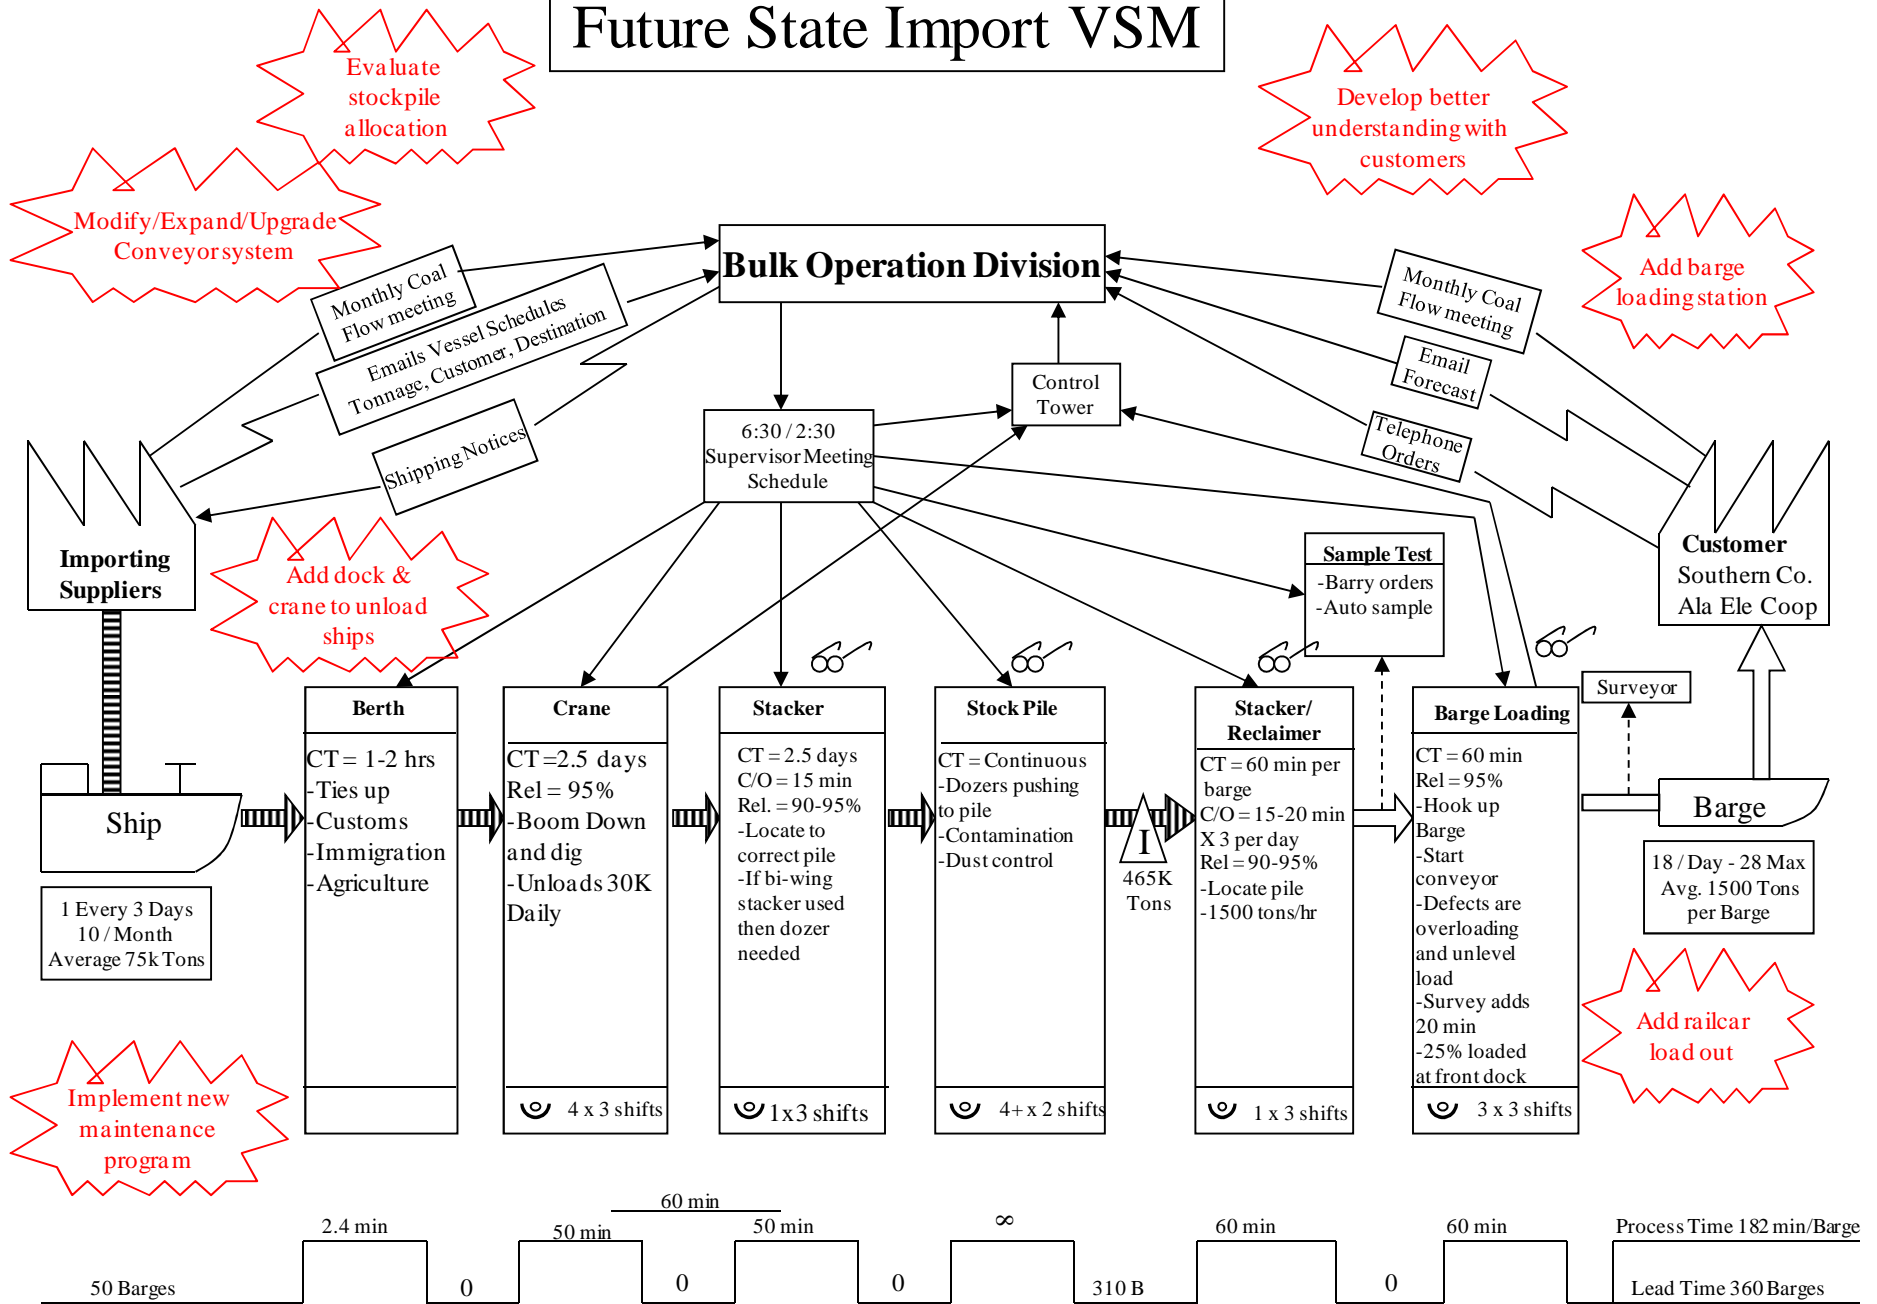 Future State Import VSM
Evaluate
stockpile
allocation
Develop better
understanding with
customers
Modify/Expand/Upgrade
Conveyor system
Add barge
loading station
Bulk Operation Division
Monthly Coal
Flow meeting
Emails Vessel Schedules
Tonnage, Customer, Destination
Shipping Notices
Monthly Coal
Flow meeting
Email
Forecast
Telephone
Orders
Control
Tower
6:30 / 2:30
Supervisor Meeting
Schedule
Importing
Suppliers
Add dock &
crane to unload
ships
Sample Test
-Barry orders
-Auto sample
Customer
Southern Co.
Ala Ele Coop
Surveyor
Ship
1 Every 3 Days
10 / Month
Average 75k Tons
Berth
CT = 1-2 hrs
-Ties up
-Customs
-Immigration
-Agriculture
Crane
CT =2.5 days
Rel = 95%
-Boom Down
and dig
-Unloads 30K
Daily
4 x 3 shifts
Stacker
CT = 2.5 days
C/O = 15 min
Rel. = 90-95%
-Locate to
correct pile
-If bi-wing
stacker used
then dozer
needed
1x3 shifts
Stock Pile
CT = Continuous
-Dozers pushing
to pile
-Contamination
-Dust control
4+ x 2 shifts
I
465K
Tons
Stacker/
Reclaimer
CT = 60 min per
barge
C/O = 15-20 min
X 3 per day
Rel = 90-95%
-Locate pile
-1500 tons/hr
1 x 3 shifts
Barge Loading
CT = 60 min
Rel = 95%
-Hook up
Barge
-Start
conveyor
-Defects are
overloading
and unlevel
load
-Survey adds
20 min
-25% loaded
at front dock
3 x 3 shifts
Barge
18 / Day - 28 Max
Avg. 1500 Tons
per Barge
Add railcar
load out
Implement new
maintenance
program
50 Barges
2.4 min
0
50 min
60 min
0
50 min
0
∞
310 B
60 min
0
60 min
Process Time 182 min/Barge
Lead Time 360 Barges